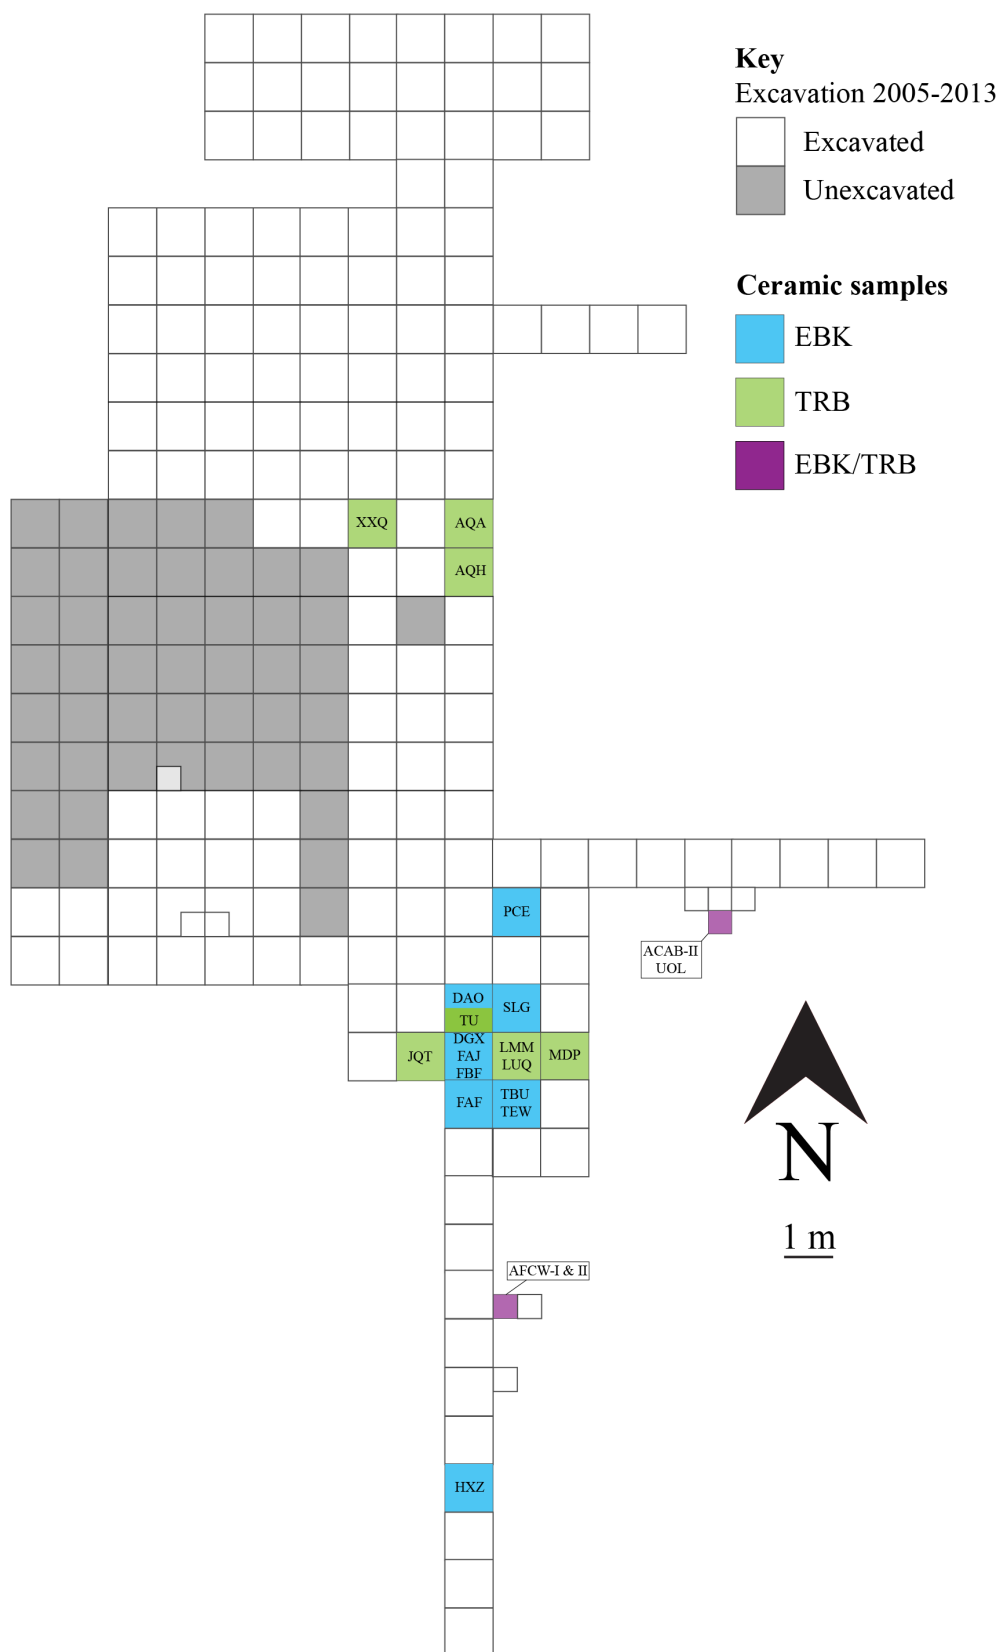 Key
Excavation 2005-2013
Excavated
Unexcavated
Ceramic samples
EBK
TRB
EBK/TRB
XXQ
AQA
AQH
PCE
ACAB-II
UOL
DAO
TU
SLG
JQT
DGX
FAJ
FBF
LMM
LUQ
MDP
FAF
TBU
TEW
N
1 m
AFCW-I & II
HXZ